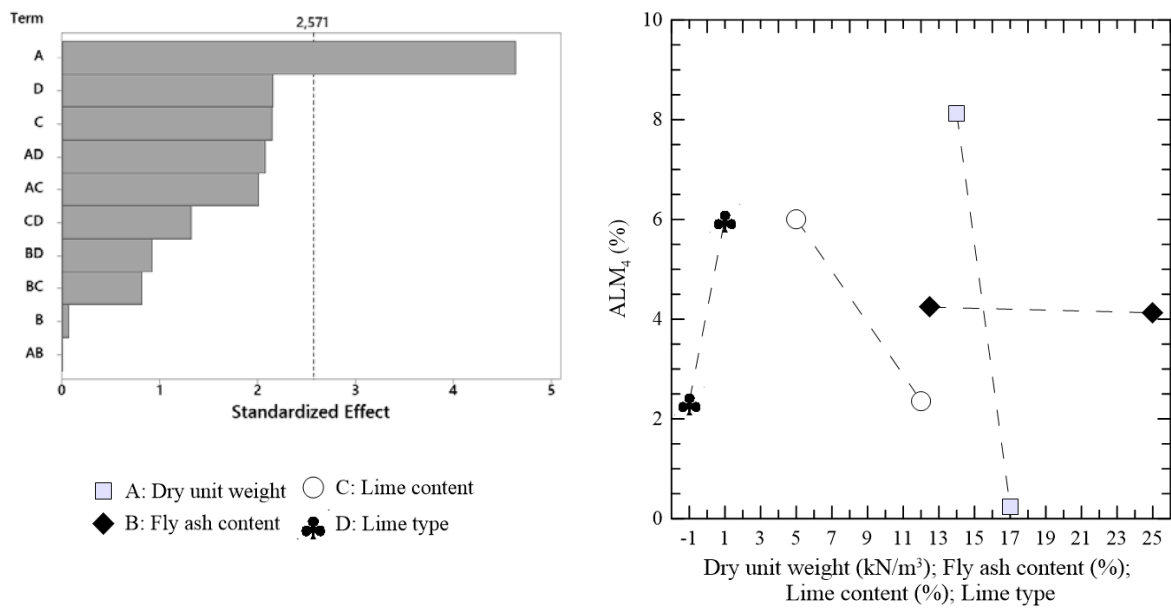 Term
2,571
A
D
C
AD
AC
CD
BD
BC
B
AB
0 1 2 3 4 5
Standardized Effect
A: Dry unit weight
C: Lime content
B: Fly ash content
D: Lime type
10
8
6
4
2
0
ALM₄ (%)
-1 1 3 5 7 9 11 13 15 17 19 21 23 25
Dry unit weight (kN/m³); Fly ash content (%);
Lime content (%); Lime type